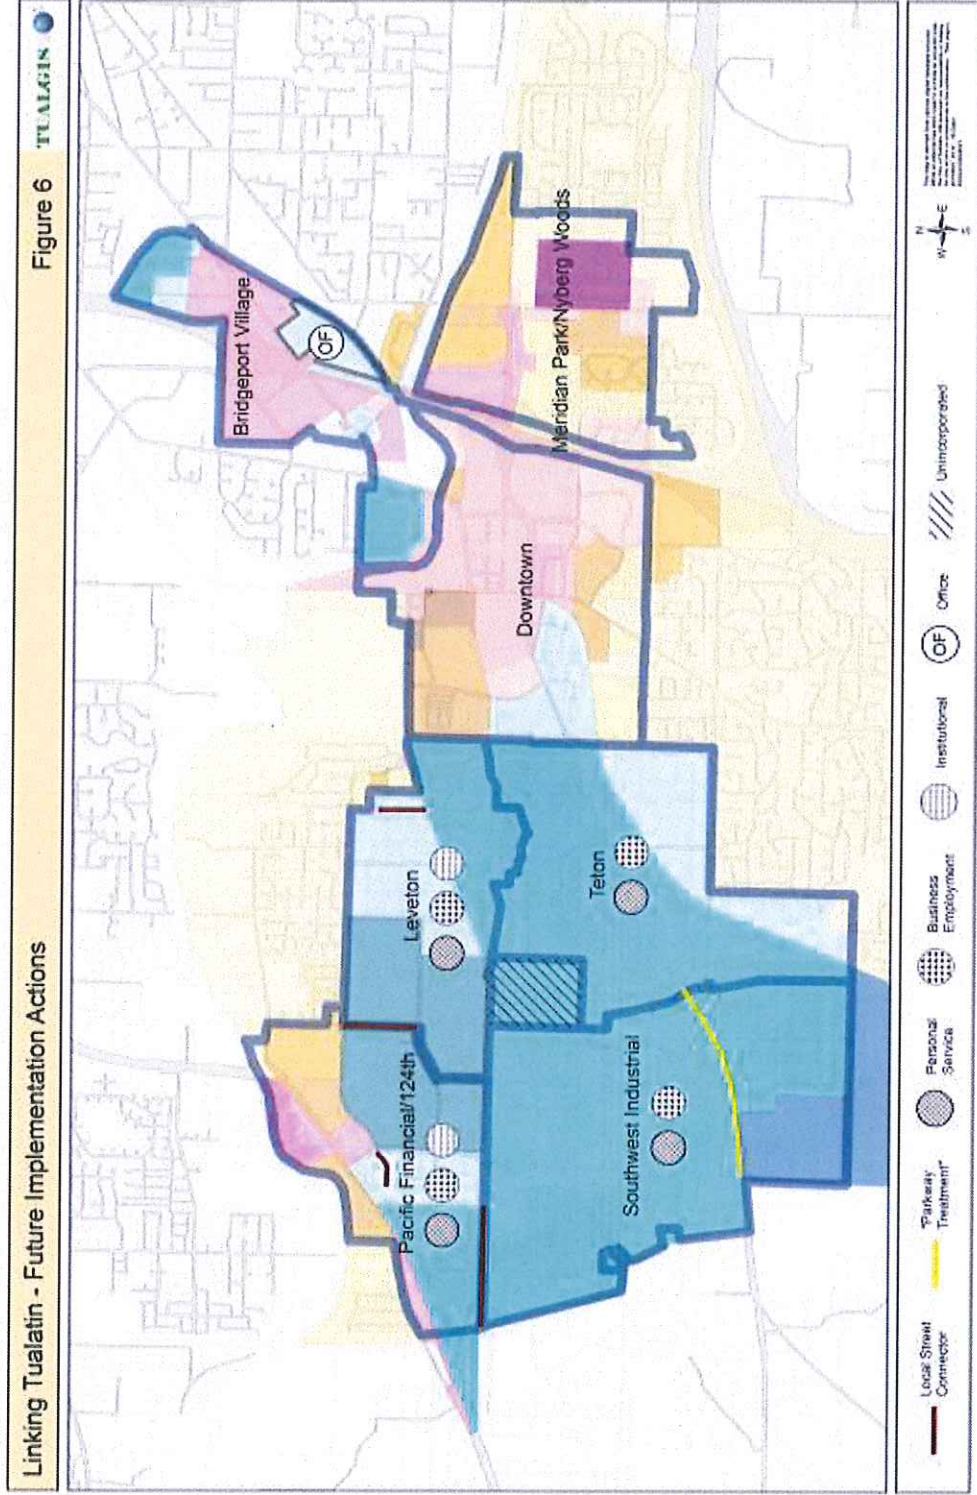 Linking Tualatin - Future Implementation Actions
Figure 6
TUALGIS
Bridgeport Village
OF
Meridian Park/Nyberg Woods
Downtown
Leveton
Teton
Pacific Financial/124th
Southwest Industrial
Local Street
Connector
"Parkway
Treatment"
Personal
Service
Business
Employment
Institutional
OF
Office
Unincorporated
N
W
E
S